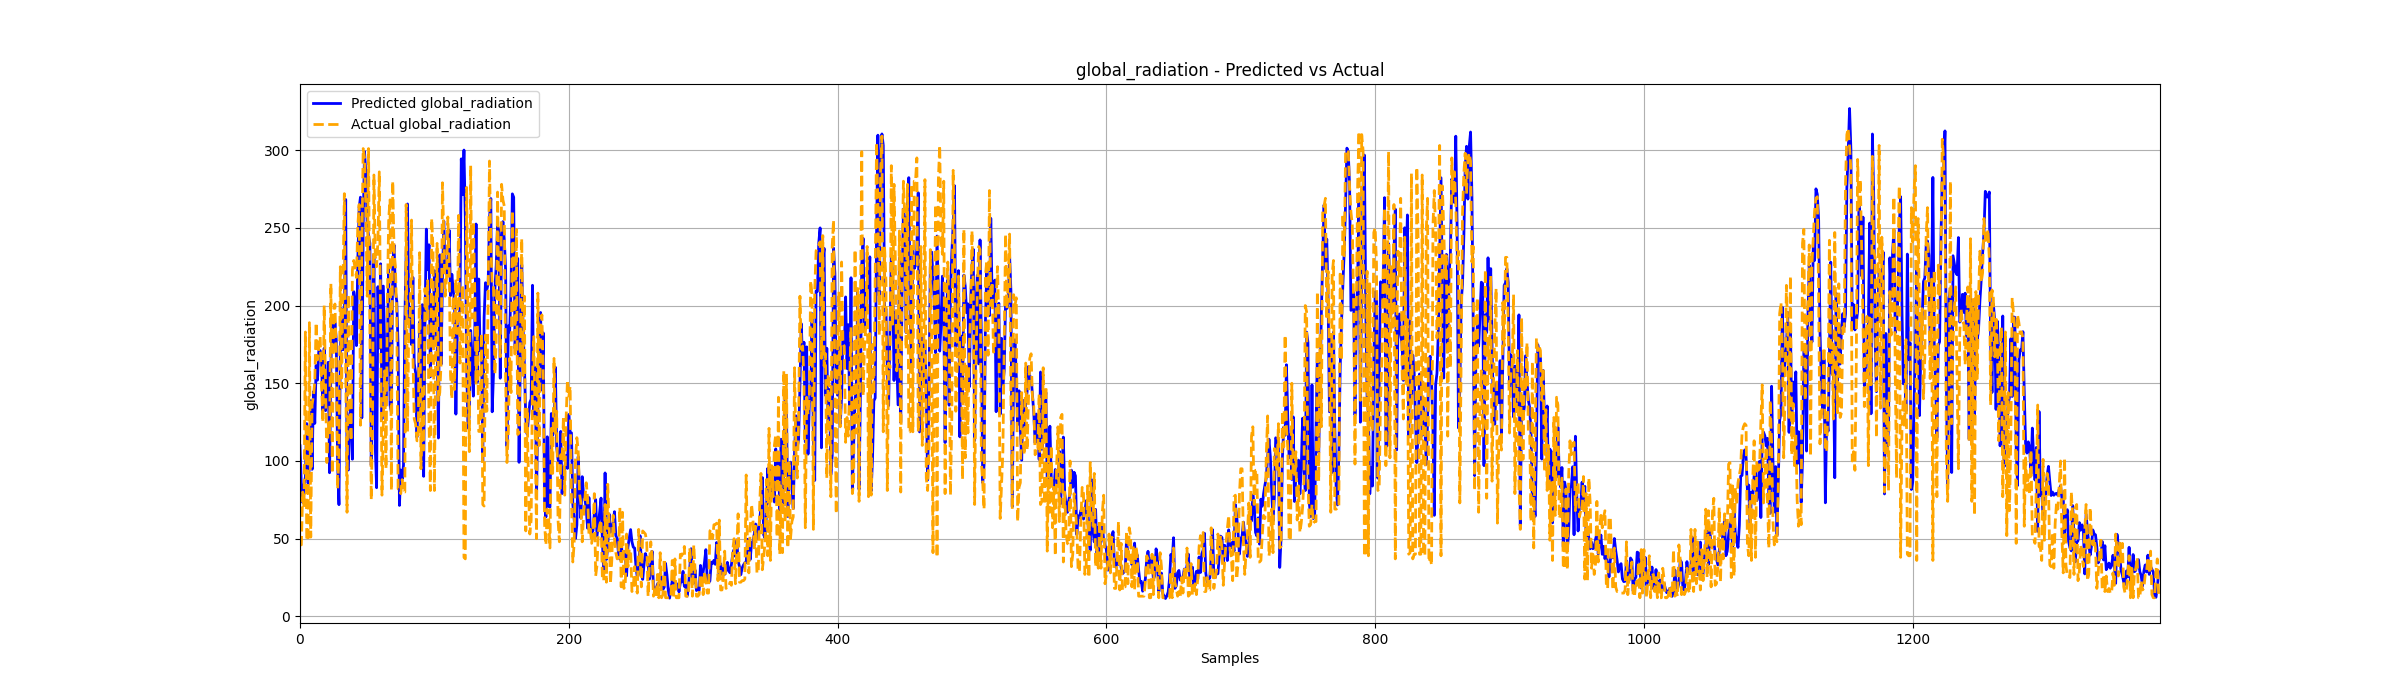 global_radiation - Predicted vs Actual
Predicted global_radiation
Actual global_radiation
global_radiation
300
250
200
150
100
50
0
0 200 400 600 800 1000 1200
Samples